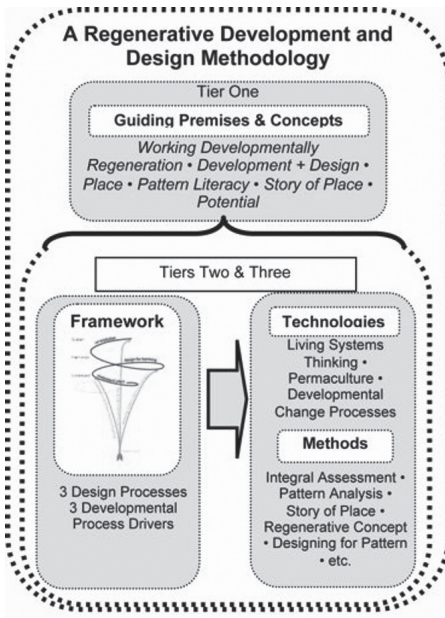 A Regenerative Development and
Design Methodology
Tier One
Guiding Premises & Concepts
Working Developmentally
Regeneration • Development + Design •
Place • Pattern Literacy • Story of Place •
Potential
Tiers Two & Three
Framework
3 Design Processes
3 Developmental
Process Drivers
Technologies
Living Systems
Thinking •
Permaculture •
Developmental
Change Processes
Methods
Integral Assessment •
Pattern Analysis •
Story of Place •
Regenerative Concept
• Designing for Pattern
• etc.